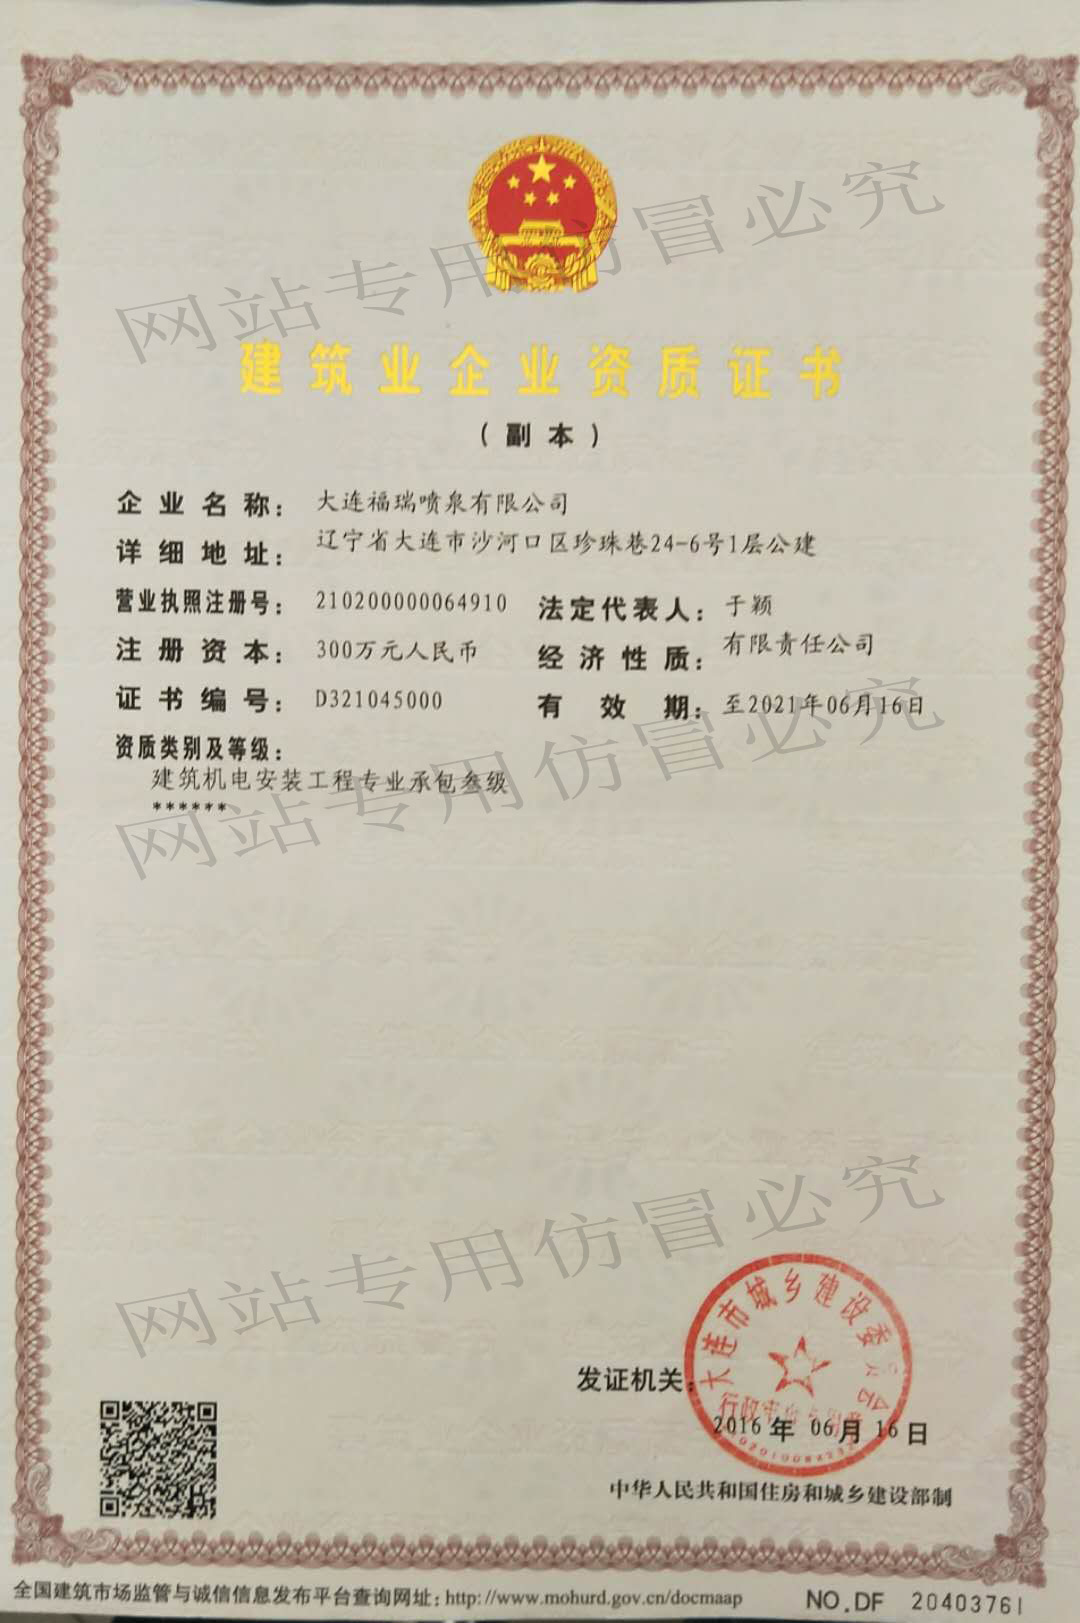 网站专用仿冒必究
建筑业企业资质证书
（副本）
企业名称：大连福瑞喷泉有限公司
详细地址：辽宁省大连市沙河口区珍珠巷24-6号1层公建
营业执照注册号：210200000064910 法定代表人：于颖
注册资本：300万元人民币 经济性质：有限责任公司
证书编号：D321045000 有效期：至2021年06月16日
资质类别及等级：
建筑机电安装工程专业承包叁级
******
网站专用仿冒必究
网站专用仿冒必究
大连市城乡建设委员会
发证机关：
行政审批专用章
2016年06月16日
中华人民共和国住房和城乡建设部制
全国建筑市场监管与诚信信息发布平台查询网址：http://www.mohurd.gov.cn/docmaap
NO.DF 20403761